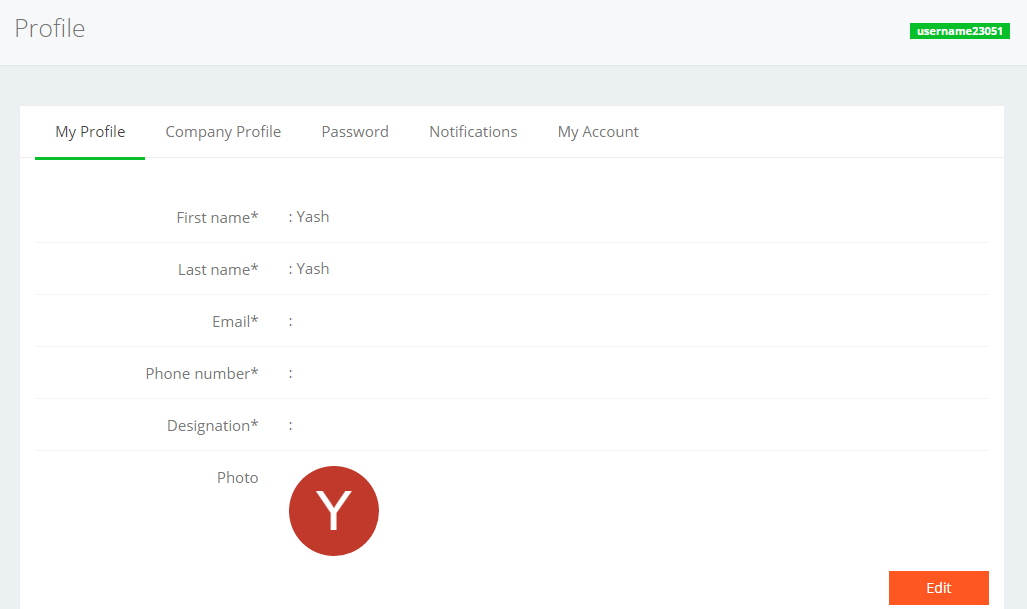 Profile
username23051
My Profile Company Profile Password Notifications My Account
First name* : Yash
Last name* : Yash
Email* :
Phone number* :
Designation* :
Photo
Y
Edit